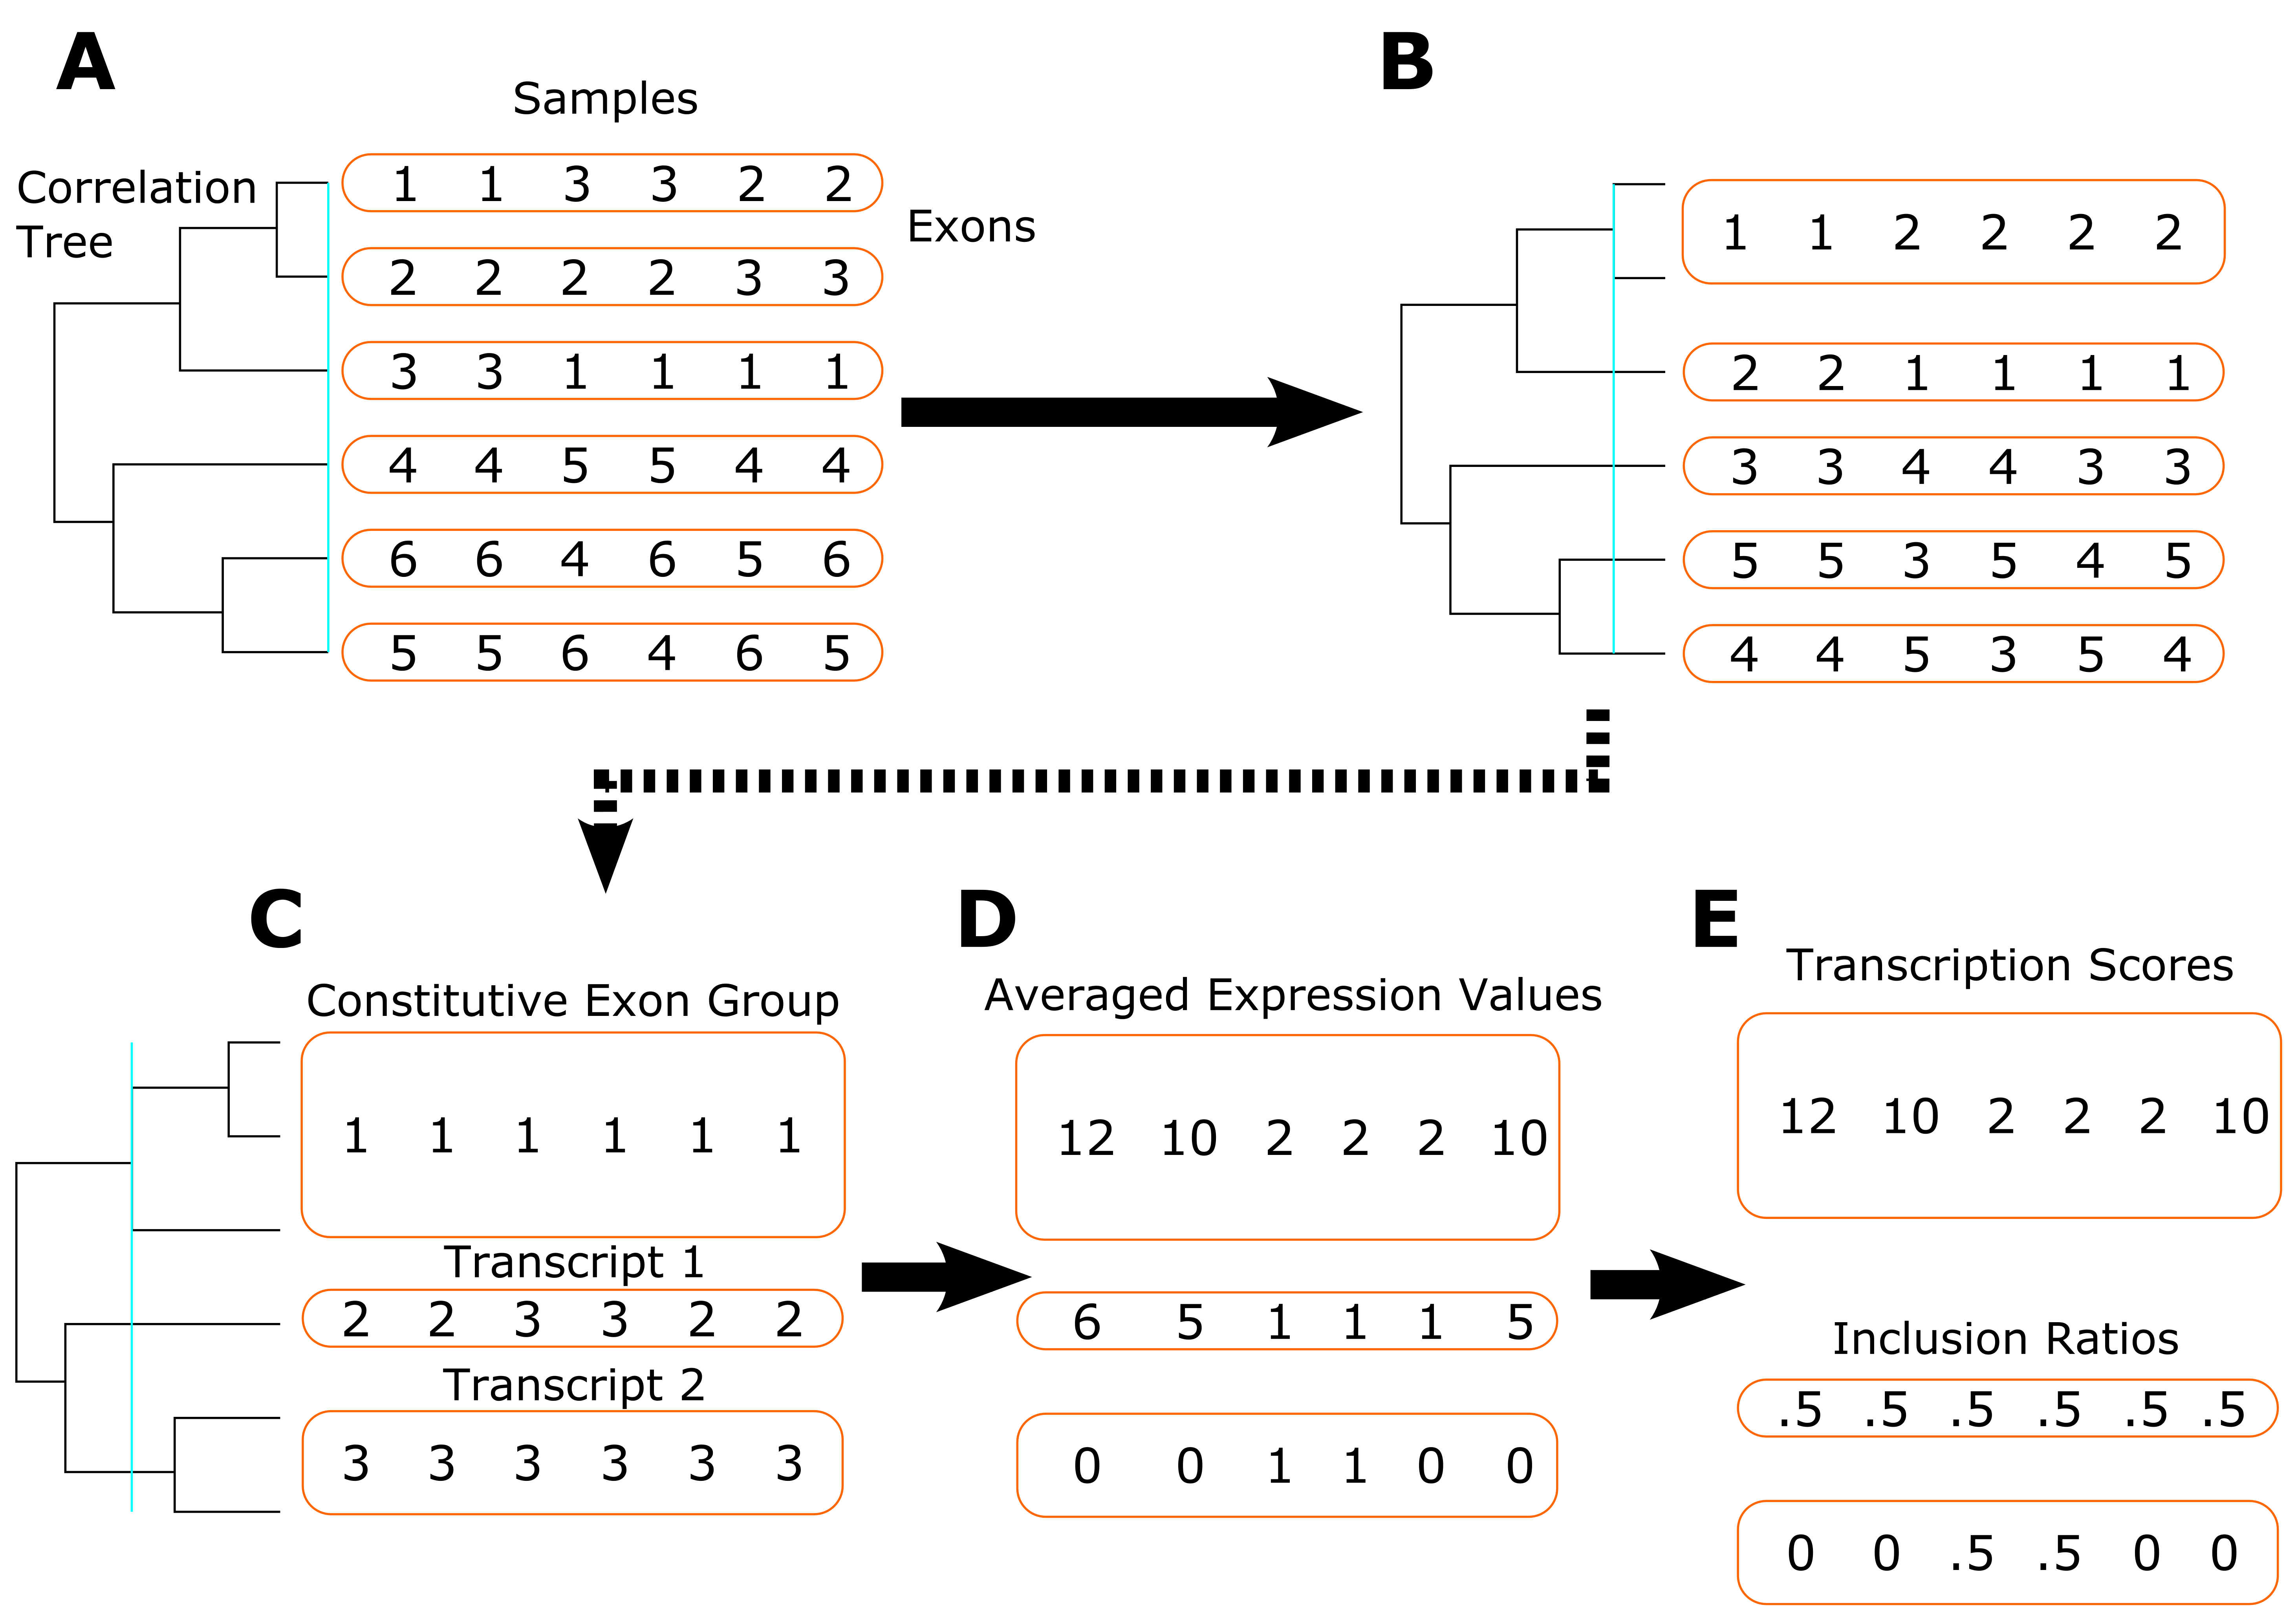 A
B
Samples
Correlation
Tree
Exons
1 1 3 3 2 2
2 2 2 2 3 3
3 3 1 1 1 1
4 4 5 5 4 4
6 6 4 6 5 6
5 5 6 4 6 5
1 1 2 2 2 2
2 2 1 1 1 1
3 3 4 4 3 3
5 5 3 5 4 5
4 4 5 3 5 4
C
Constitutive Exon Group
1 1 1 1 1 1
Transcript 1
2 2 3 3 2 2
Transcript 2
3 3 3 3 3 3
D
Averaged Expression Values
12 10 2 2 2 10
6 5 1 1 1 5
0 0 1 1 0 0
E
Transcription Scores
12 10 2 2 2 10
Inclusion Ratios
.5 .5 .5 .5 .5 .5
0 0 .5 .5 0 0